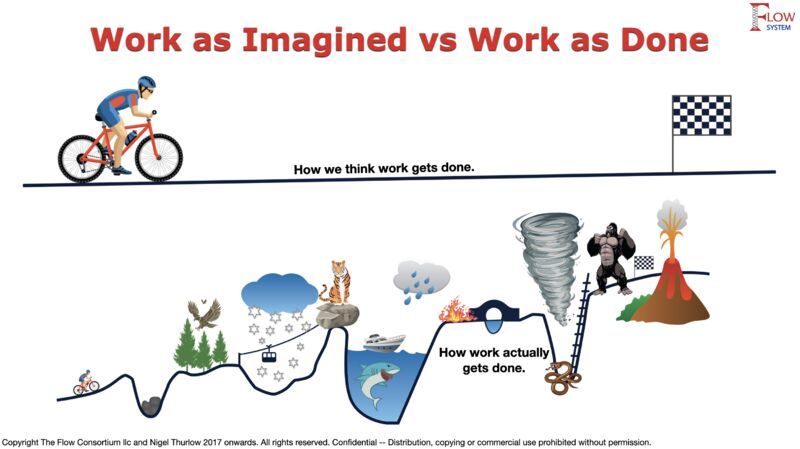 FLOW
SYSTEM
Work as Imagined vs Work as Done
How we think work gets done.
How work actually
gets done.
Copyright The Flow Consortium llc and Nigel Thurlow 2017 onwards. All rights reserved. Confidential -- Distribution, copying or commercial use prohibited without permission.